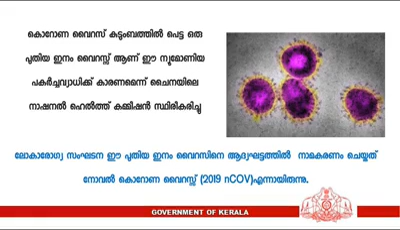 കൊറോണ വൈറസ് കുടുംബത്തിൽ പെട്ട ഒരു
പുതിയ ഇനം വൈറസ്സ് ആണ് ഈ ന്യുമോണിയ
പകർച്ചവ്യാധിക്ക് കാരണമെന്ന് ചൈനയിലെ
നാഷനൽ ഹെൽത്ത് കമ്മീഷൻ സ്ഥിരീകരിച്ചു
ലോകാരോഗ്യ സംഘടന ഈ പുതിയ ഇനം വൈറസിനെ ആദ്യഘട്ടത്തിൽ നാമകരണം ചെയ്തത്
നോവൽ കൊറോണ വൈറസ്സ് (2019 nCOV)എന്നായിരുന്നു.
GOVERNMENT OF KERALA